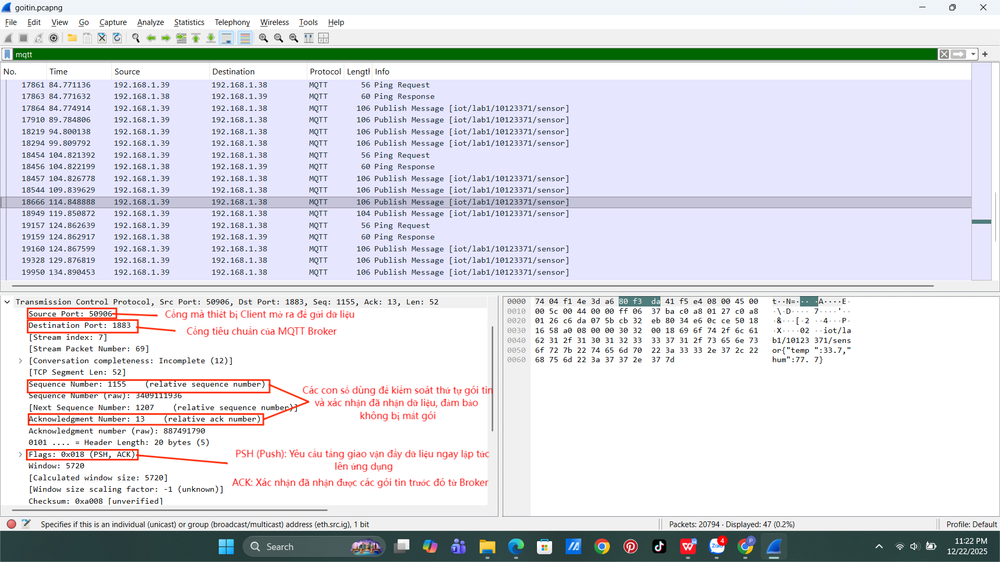 goitin.pcapng
File Edit View Go Capture Analyze Statistics Telephony Wireless Tools Help
mqtt
No. Time Source Destination Protocol Length Info
17861 84.771136 192.168.1.39 192.168.1.38 MQTT 56 Ping Request
17863 84.771632 192.168.1.38 192.168.1.39 MQTT 60 Ping Response
17864 84.774914 192.168.1.39 192.168.1.38 MQTT 106 Publish Message [iot/lab1/10123371/sensor]
17910 89.784806 192.168.1.39 192.168.1.38 MQTT 106 Publish Message [iot/lab1/10123371/sensor]
18219 94.800138 192.168.1.39 192.168.1.38 MQTT 106 Publish Message [iot/lab1/10123371/sensor]
18294 99.809792 192.168.1.39 192.168.1.38 MQTT 106 Publish Message [iot/lab1/10123371/sensor]
18454 104.821392 192.168.1.39 192.168.1.38 MQTT 56 Ping Request
18456 104.822199 192.168.1.38 192.168.1.39 MQTT 60 Ping Response
18457 104.826778 192.168.1.39 192.168.1.38 MQTT 106 Publish Message [iot/lab1/10123371/sensor]
18544 109.839629 192.168.1.39 192.168.1.38 MQTT 106 Publish Message [iot/lab1/10123371/sensor]
18666 114.848888 192.168.1.39 192.168.1.38 MQTT 106 Publish Message [iot/lab1/10123371/sensor]
18949 119.850872 192.168.1.39 192.168.1.38 MQTT 104 Publish Message [iot/lab1/10123371/sensor]
19157 124.862639 192.168.1.39 192.168.1.38 MQTT 56 Ping Request
19159 124.862917 192.168.1.38 192.168.1.39 MQTT 60 Ping Response
19160 124.867599 192.168.1.39 192.168.1.38 MQTT 106 Publish Message [iot/lab1/10123371/sensor]
19328 129.876819 192.168.1.39 192.168.1.38 MQTT 106 Publish Message [iot/lab1/10123371/sensor]
19950 134.890453 192.168.1.39 192.168.1.38 MQTT 106 Publish Message [iot/lab1/10123371/sensor]
Transmission Control Protocol, Src Port: 50906, Dst Port: 1883, Seq: 1155, Ack: 13, Len: 52
Source Port: 50906
Cổng mà thiết bị Client mở ra để gửi dữ liệu
Destination Port: 1883
Cổng tiêu chuẩn của MQTT Broker
[Stream index: 7]
[Stream Packet Number: 69]
[Conversation completeness: Incomplete (12)]
[TCP Segment Len: 52]
Sequence Number: 1155 (relative sequence number)
Sequence Number (raw): 3409111936
[Next Sequence Number: 1207 (relative sequence number)]
Acknowledgment Number: 13 (relative ack number)
Các con số dùng để kiểm soát thứ tự gói tin
và xác nhận đã nhận dữ liệu, đảm bảo
không bị mất gói
Acknowledgment number (raw): 887491790
0101 .... = Header Length: 20 bytes (5)
Flags: 0x018 (PSH, ACK)
PSH (Push): Yêu cầu tầng giao vận đẩy dữ liệu ngay lập tức
lên ứng dụng
ACK: Xác nhận đã nhận được các gói tin trước đó từ Broker
Window: 5720
[Calculated window size: 5720]
[Window size scaling factor: -1 (unknown)]
Checksum: 0xa008 [unverified]
0000 74 04 f1 4e 3d a6 80 f3 da 41 f5 e4 08 00 45 00 t··N=·· ·· ·A····E·
0010 00 5c 00 44 00 00 ff 06 37 ba c0 a8 01 27 c0 a8 ·\·D···· 7····'··
0020 01 26 c6 da 07 5b cb 32 eb 80 34 e6 0c ce 50 18 ·&···[·2 ··4···P·
0030 16 58 a0 08 00 00 30 32 00 18 69 6f 74 2f 6c 61 ·X····02 ··iot/la
0040 62 31 2f 31 30 31 32 33 33 37 31 2f 73 65 6e 73 b1/10123 371/sens
0050 6f 72 7b 22 74 65 6d 70 22 3a 33 33 2e 37 2c 22 or{"temp ":33.7,"
0060 68 75 6d 22 3a 37 37 2e 37 7d hum":77. 7}
Specifies if this is an individual (unicast) or group (broadcast/multicast) address (eth.src.ig), 1 bit
Packets: 20794 · Displayed: 47 (0.2%)
Profile: Default
Search
Zalo
4
P
11:22 PM
12/22/2025